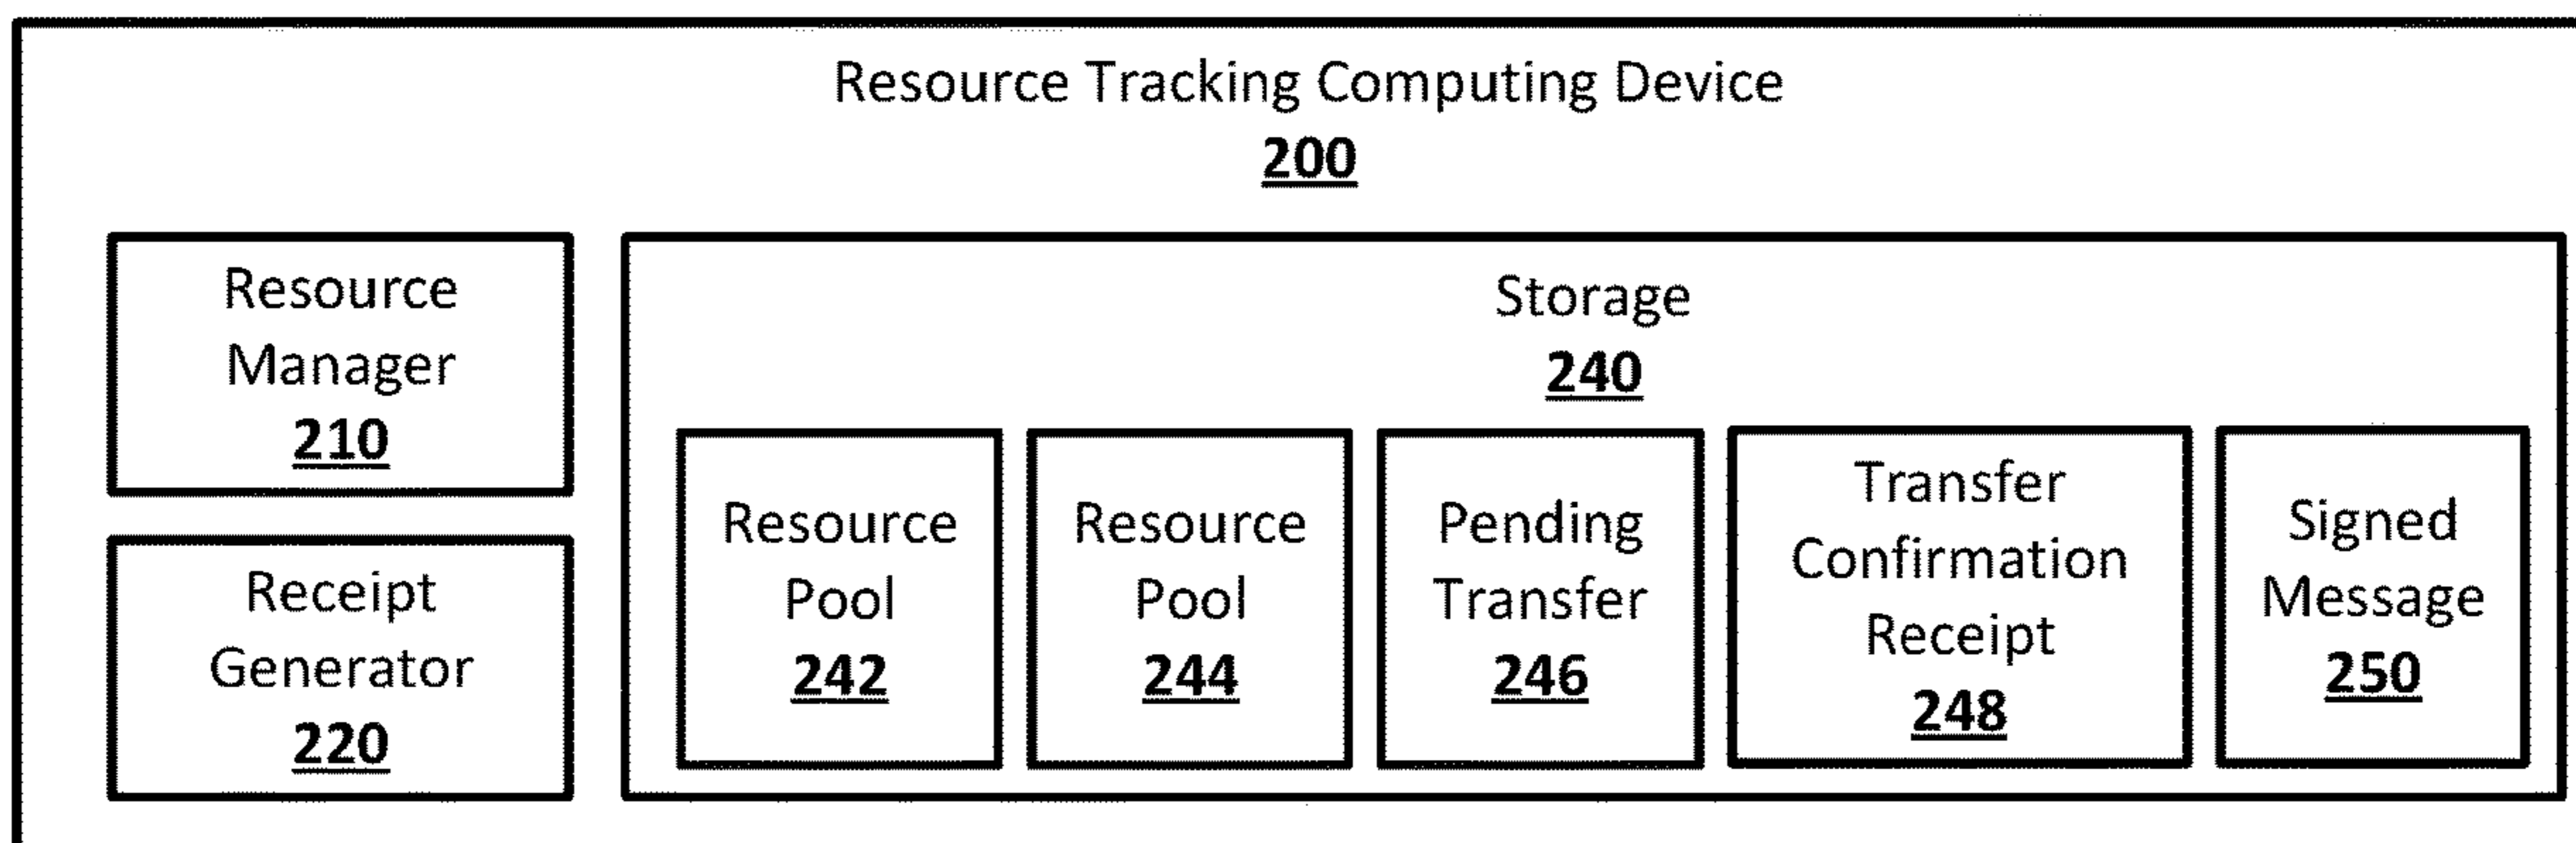 Resource Tracking Computing Device
200
Resource
Manager
210
Receipt
Generator
220
Storage
240
Resource
Pool
242
Resource
Pool
244
Pending
Transfer
246
Transfer
Confirmation
Receipt
248
Signed
Message
250